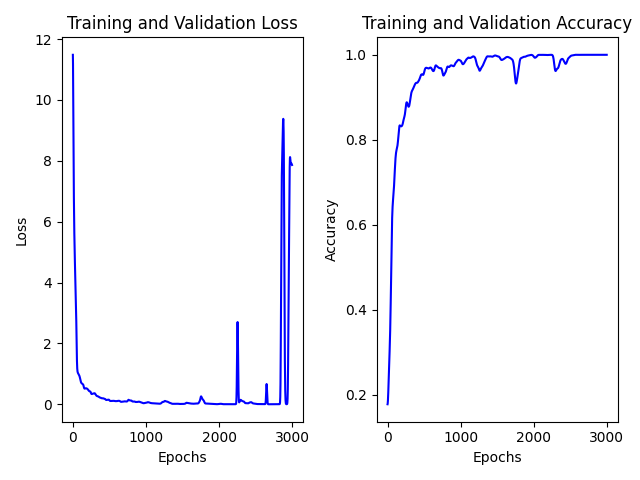 Training and Validation Loss
12
10
8
6
4
2
0
Loss
0 1000 2000 3000
Epochs
Training and Validation Accuracy
1.0
0.8
0.6
0.4
0.2
Accuracy
0 1000 2000 3000
Epochs